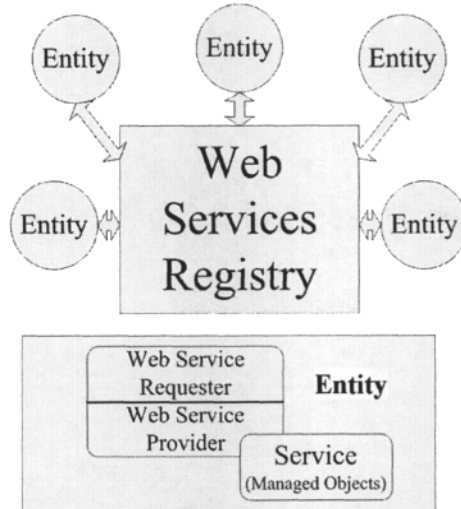 Entity
Entity
Entity
Web
Services
Registry
Entity
Entity
Web Service
Requester
Entity
Web Service
Provider
Service
(Managed Objects)